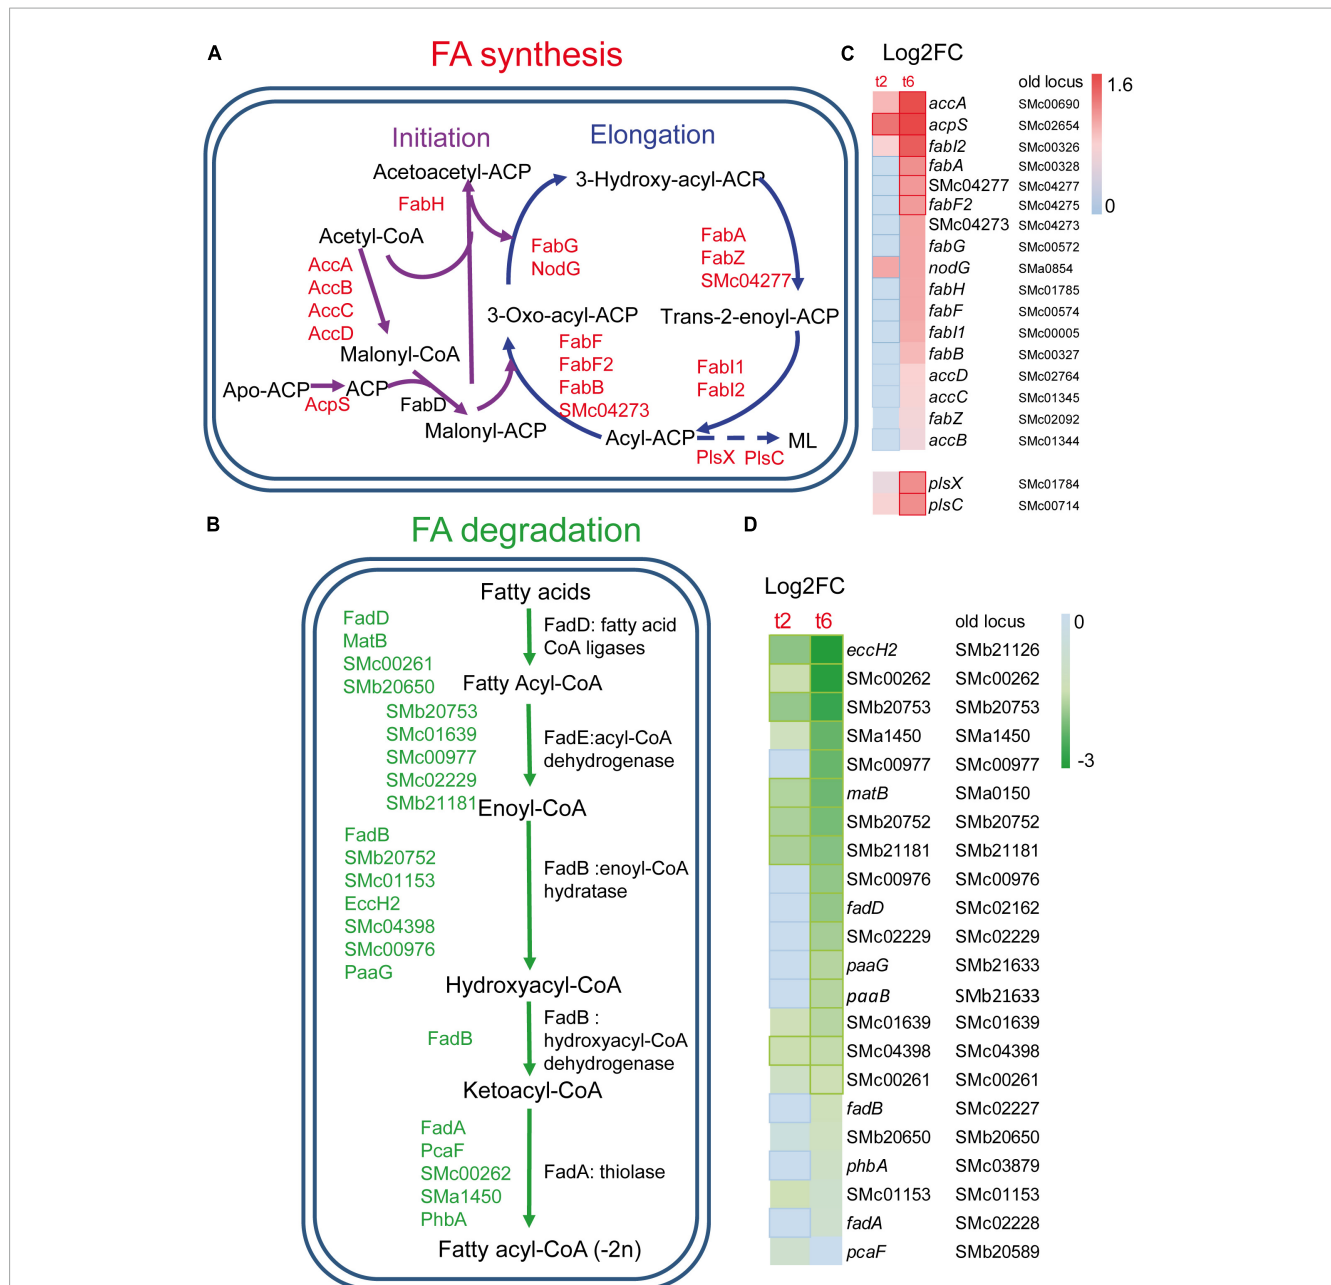 A
FA synthesis
Initiation
Elongation
Acetoacetyl-ACP
3-Hydroxy-acyl-ACP
FabH
Acetyl-CoA
FabG
NodG
FabA
FabZ
SMc04277
AccA
AccB
AccC
AccD
3-Oxo-acyl-ACP
Trans-2-enoyl-ACP
FabF
FabF2
FabB
SMc04273
FabI1
FabI2
Malonyl-CoA
Apo-ACP
ACP
AcpS
FabD
Malonyl-ACP
Acyl-ACP
ML
PlsX PlsC
C
Log2FC
t2 t6 old locus
1.6
0
accA SMc00690
acpS SMc02654
fabI2 SMc00326
fabA SMc00328
SMc04277 SMc04277
fabF2 SMc04275
SMc04273 SMc04273
fabG SMc00572
nodG SMa0854
fabH SMc01785
fabF SMc00574
fabI1 SMc00005
fabB SMc00327
accD SMc02764
accC SMc01345
fabZ SMc02092
accB SMc01344
plsX SMc01784
plsC SMc00714
B
FA degradation
Fatty acids
FadD
MatB
SMc00261
SMb20650
FadD: fatty acid
CoA ligases
Fatty Acyl-CoA
SMb20753
SMc01639
SMc00977
SMc02229
SMb21181
FadE:acyl-CoA
dehydrogenase
Enoyl-CoA
FadB
SMb20752
SMc01153
EccH2
SMc04398
SMc00976
PaaG
FadB :enoyl-CoA
hydratase
Hydroxyacyl-CoA
FadB
FadB :
hydroxyacyl-CoA
dehydrogenase
Ketoacyl-CoA
FadA
PcaF
SMc00262
SMa1450
PhbA
FadA: thiolase
Fatty acyl-CoA (-2n)
D
Log2FC
t2 t6 old locus
0
-3
eccH2 SMb21126
SMc00262 SMc00262
SMb20753 SMb20753
SMa1450 SMa1450
SMc00977 SMc00977
matB SMa0150
SMb20752 SMb20752
SMb21181 SMb21181
SMc00976 SMc00976
fadD SMc02162
SMc02229 SMc02229
paaG SMb21633
paaB SMb21633
SMc01639 SMc01639
SMc04398 SMc04398
SMc00261 SMc00261
fadB SMc02227
SMb20650 SMb20650
phbA SMc03879
SMc01153 SMc01153
fadA SMc02228
pcaF SMb20589